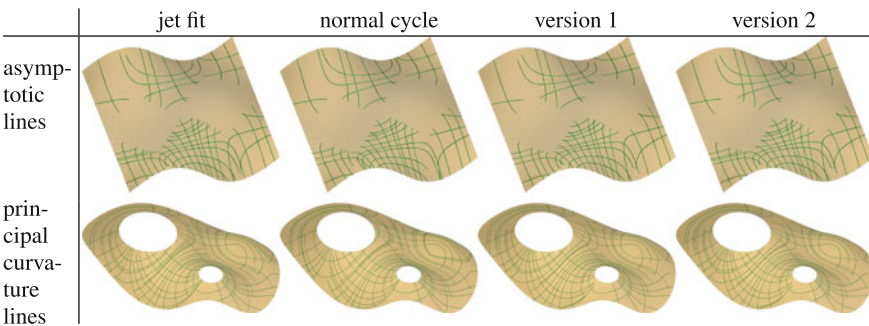 jet fit normal cycle version 1 version 2
asymp-
totic
lines
prin-
cipal
curva-
ture
lines